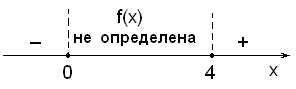 f(x)
не определена
– +
0 4 x